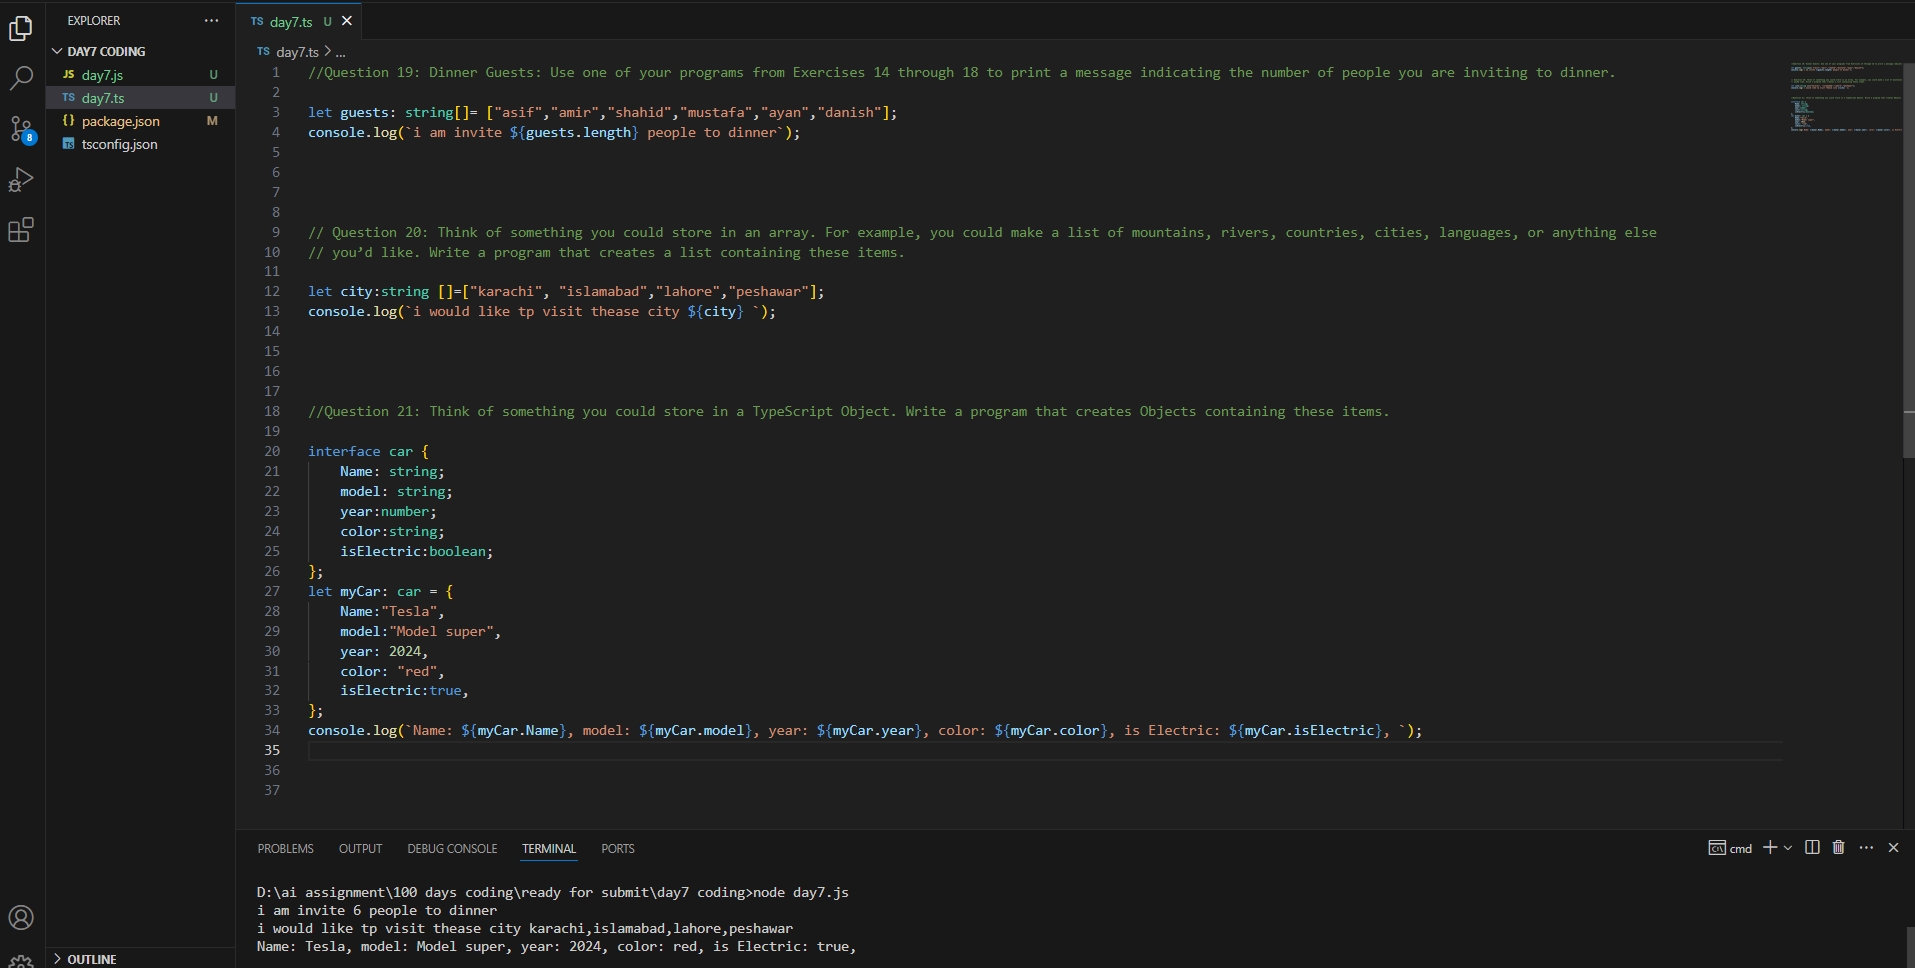 EXPLORER
DAY7 CODING
JS day7.js U
TS day7.ts U
{} package.json M
TS tsconfig.json
8
OUTLINE
TS day7.ts U
TS day7.ts > ...
1 //Question 19: Dinner Guests: Use one of your programs from Exercises 14 through 18 to print a message indicating the number of people you are inviting to dinner.
2
3 let guests: string[]= ["asif","amir","shahid","mustafa","ayan","danish"];
4 console.log(`i am invite ${guests.length} people to dinner`);
5
6
7
8
9 // Question 20: Think of something you could store in an array. For example, you could make a list of mountains, rivers, countries, cities, languages, or anything else
10 // you’d like. Write a program that creates a list containing these items.
11
12 let city:string []=["karachi", "islamabad","lahore","peshawar"];
13 console.log(`i would like tp visit thease city ${city} `);
14
15
16
17
18 //Question 21: Think of something you could store in a TypeScript Object. Write a program that creates Objects containing these items.
19
20 interface car {
21 Name: string;
22 model: string;
23 year:number;
24 color:string;
25 isElectric:boolean;
26 };
27 let myCar: car = {
28 Name:"Tesla",
29 model:"Model super",
30 year: 2024,
31 color: "red",
32 isElectric:true,
33 };
34 console.log(`Name: ${myCar.Name}, model: ${myCar.model}, year: ${myCar.year}, color: ${myCar.color}, is Electric: ${myCar.isElectric}, `);
35
36
37
PROBLEMS OUTPUT DEBUG CONSOLE TERMINAL PORTS
cmd
D:\ai assignment\100 days coding\ready for submit\day7 coding>node day7.js
i am invite 6 people to dinner
i would like tp visit thease city karachi,islamabad,lahore,peshawar
Name: Tesla, model: Model super, year: 2024, color: red, is Electric: true,